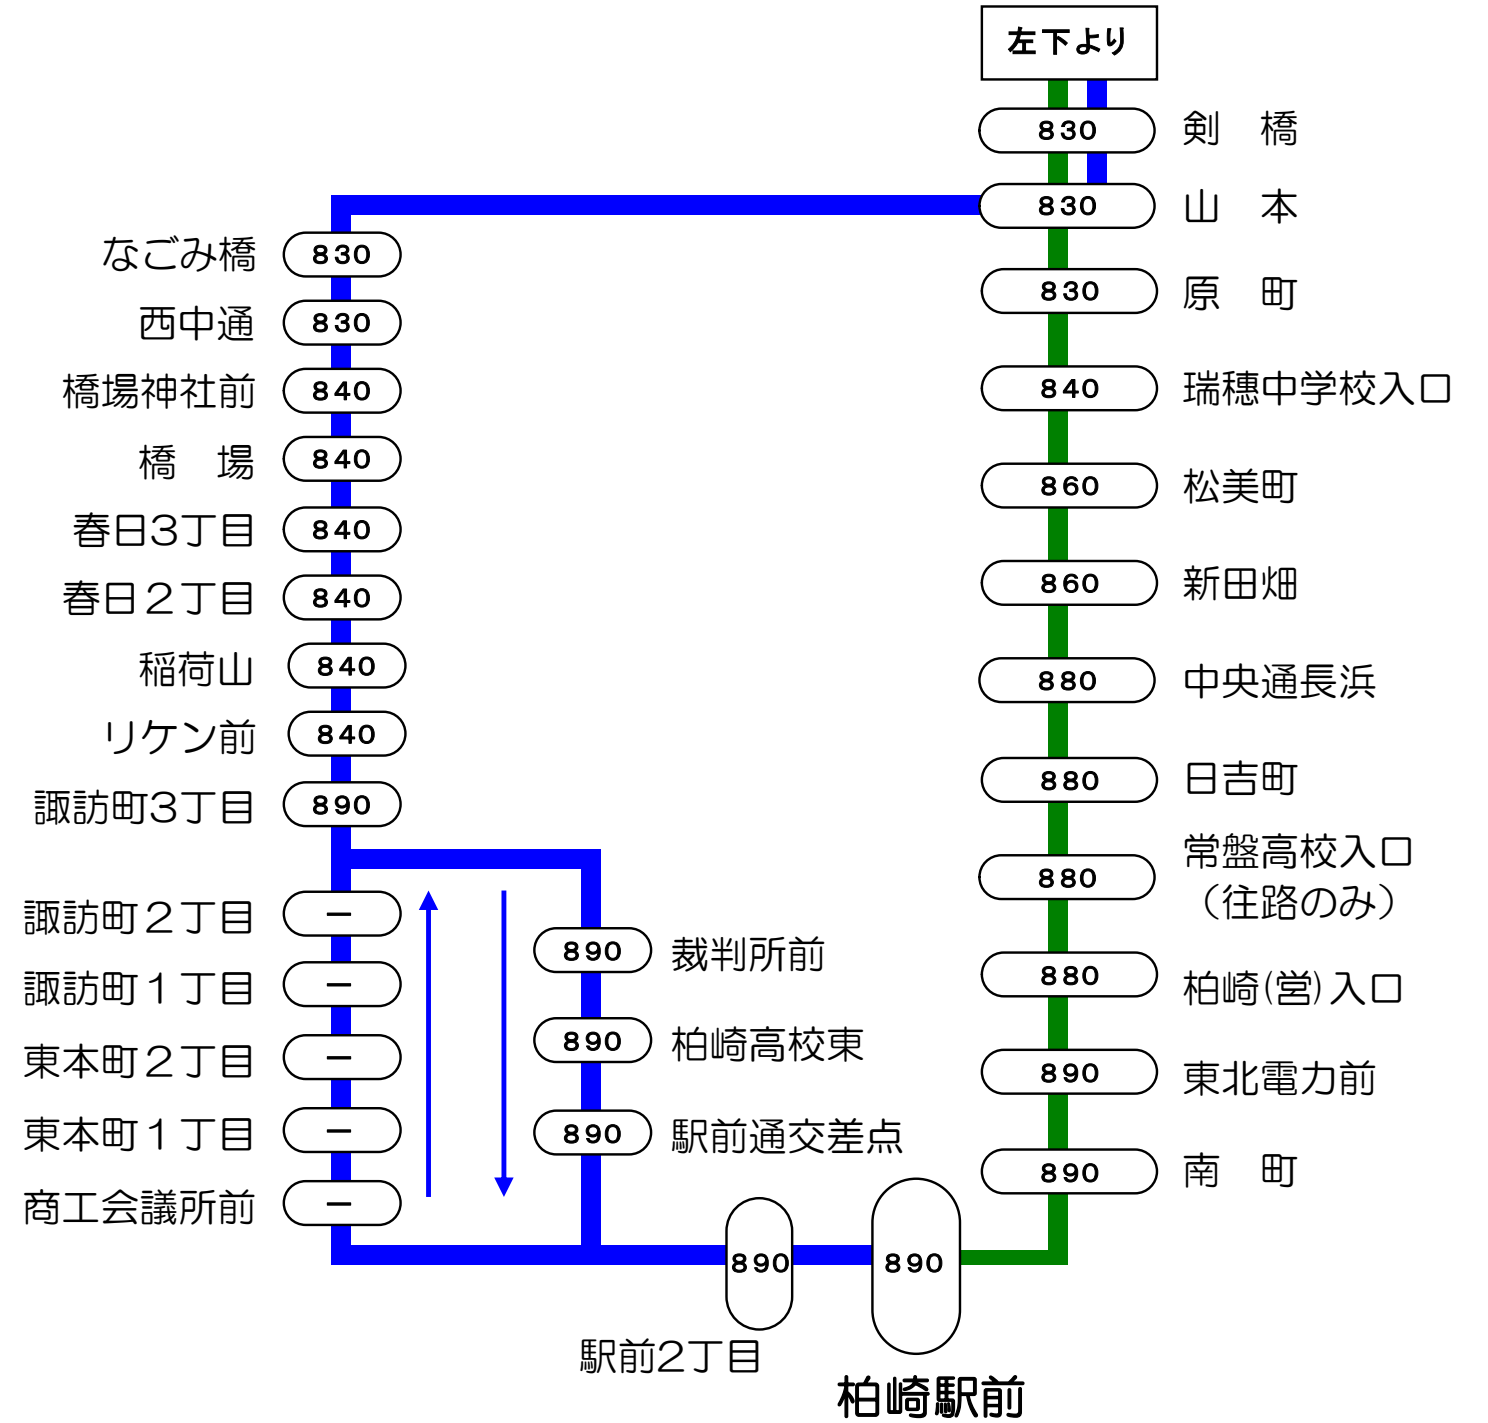 左下より
830 剣　橋
830 山　本
830 原　町
840 瑞穂中学校入口
860 松美町
860 新田畑
880 中央通長浜
880 日吉町
880 常盤高校入口
（往路のみ）
880 柏崎(営)入口
890 東北電力前
890 南　町
なごみ橋 830
西中通 830
橋場神社前 840
橋　場 840
春日3丁目 840
春日２丁目 840
稲荷山 840
リケン前 840
諏訪町3丁目 890
諏訪町２丁目 ー
諏訪町１丁目 ー
東本町２丁目 ー
東本町１丁目 ー
商工会議所前 ー
890 裁判所前
890 柏崎高校東
890 駅前通交差点
890
駅前2丁目
890
柏崎駅前